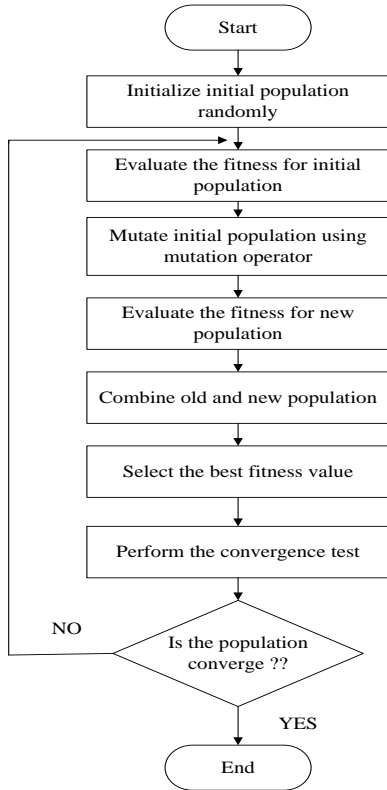 Start
Initialize initial population
randomly
Evaluate the fitness for initial
population
Mutate initial population using
mutation operator
Evaluate the fitness for new
population
Combine old and new population
Select the best fitness value
Perform the convergence test
Is the population
converge ??
NO
YES
End